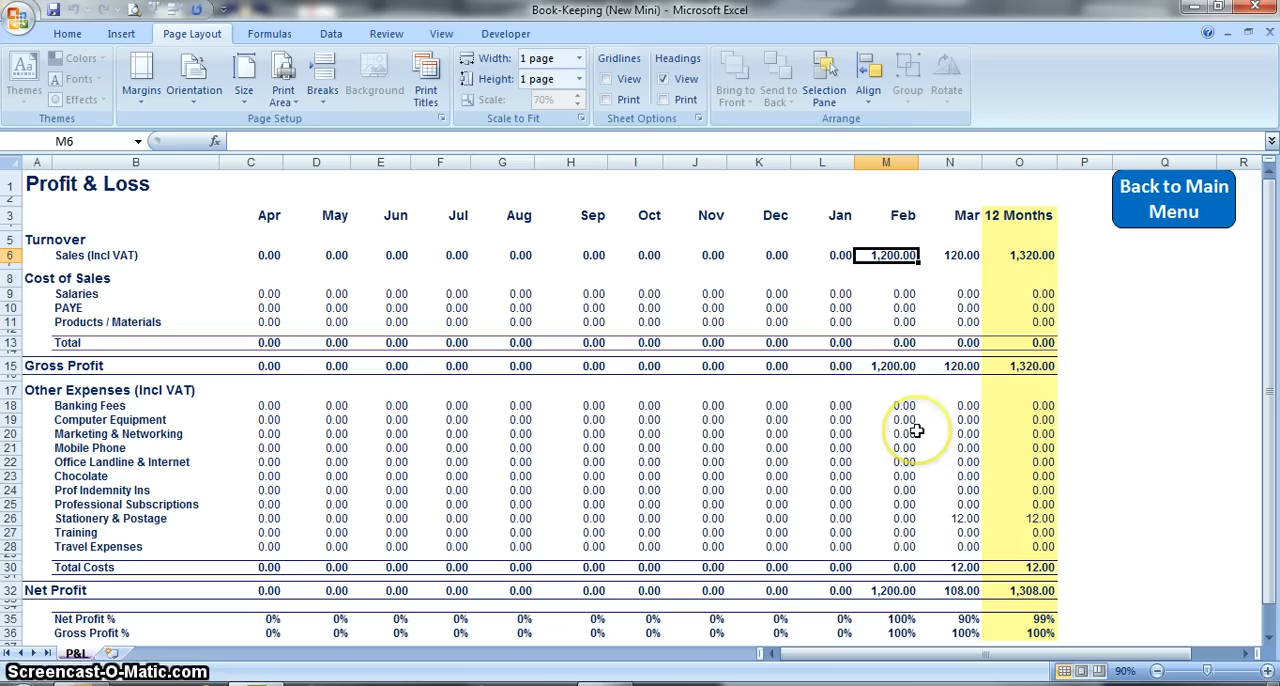 Book-Keeping (New Mini) - Microsoft Excel
Home Insert Page Layout Formulas Data Review View Developer
Themes Colors Fonts Effects Margins Orientation Size Print Area Breaks Background Print Titles Width: 1 page Height: 1 page Scale: 70% Gridlines View Print Headings View Print Bring to Front Send to Back Selection Pane Align Group Rotate
Themes Page Setup Scale to Fit Sheet Options Arrange
M6 fx
A B C D E F G H I J K L M N O P Q R
1 Profit & Loss
Back to Main Menu
2
3 Apr May Jun Jul Aug Sep Oct Nov Dec Jan Feb Mar 12 Months
5 Turnover
6 Sales (Incl VAT) 0.00 0.00 0.00 0.00 0.00 0.00 0.00 0.00 0.00 0.00 1,200.00 120.00 1,320.00
8 Cost of Sales
9 Salaries 0.00 0.00 0.00 0.00 0.00 0.00 0.00 0.00 0.00 0.00 0.00 0.00 0.00
10 PAYE 0.00 0.00 0.00 0.00 0.00 0.00 0.00 0.00 0.00 0.00 0.00 0.00 0.00
11 Products / Materials 0.00 0.00 0.00 0.00 0.00 0.00 0.00 0.00 0.00 0.00 0.00 0.00 0.00
13 Total 0.00 0.00 0.00 0.00 0.00 0.00 0.00 0.00 0.00 0.00 0.00 0.00 0.00
15 Gross Profit 0.00 0.00 0.00 0.00 0.00 0.00 0.00 0.00 0.00 0.00 1,200.00 120.00 1,320.00
17 Other Expenses (Incl VAT)
18 Banking Fees 0.00 0.00 0.00 0.00 0.00 0.00 0.00 0.00 0.00 0.00 0.00 0.00 0.00
19 Computer Equipment 0.00 0.00 0.00 0.00 0.00 0.00 0.00 0.00 0.00 0.00 0.00 0.00 0.00
20 Marketing & Networking 0.00 0.00 0.00 0.00 0.00 0.00 0.00 0.00 0.00 0.00 0.00 0.00 0.00
21 Mobile Phone 0.00 0.00 0.00 0.00 0.00 0.00 0.00 0.00 0.00 0.00 0.00 0.00 0.00
22 Office Landline & Internet 0.00 0.00 0.00 0.00 0.00 0.00 0.00 0.00 0.00 0.00 0.00 0.00 0.00
23 Chocolate 0.00 0.00 0.00 0.00 0.00 0.00 0.00 0.00 0.00 0.00 0.00 0.00 0.00
24 Prof Indemnity Ins 0.00 0.00 0.00 0.00 0.00 0.00 0.00 0.00 0.00 0.00 0.00 0.00 0.00
25 Professional Subscriptions 0.00 0.00 0.00 0.00 0.00 0.00 0.00 0.00 0.00 0.00 0.00 0.00 0.00
26 Stationery & Postage 0.00 0.00 0.00 0.00 0.00 0.00 0.00 0.00 0.00 0.00 0.00 12.00 12.00
27 Training 0.00 0.00 0.00 0.00 0.00 0.00 0.00 0.00 0.00 0.00 0.00 0.00 0.00
28 Travel Expenses 0.00 0.00 0.00 0.00 0.00 0.00 0.00 0.00 0.00 0.00 0.00 0.00 0.00
30 Total Costs 0.00 0.00 0.00 0.00 0.00 0.00 0.00 0.00 0.00 0.00 0.00 12.00 12.00
32 Net Profit 0.00 0.00 0.00 0.00 0.00 0.00 0.00 0.00 0.00 0.00 1,200.00 108.00 1,308.00
35 Net Profit % 0% 0% 0% 0% 0% 0% 0% 0% 0% 0% 100% 90% 99%
36 Gross Profit % 0% 0% 0% 0% 0% 0% 0% 0% 0% 0% 100% 100% 100%
P&L
Screencast-O-Matic.com 90%